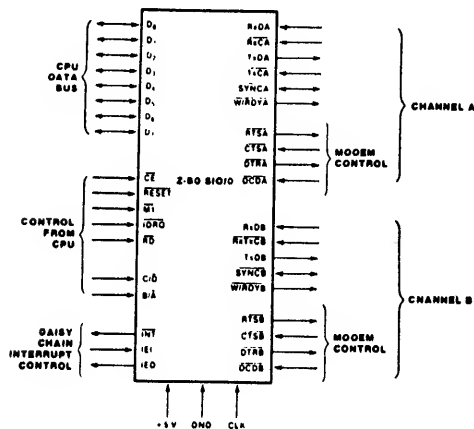 CPU
DATA
BUS
D0
D1
D2
D3
D4
D5
D6
D7
CONTROL
FROM
CPU
CE
RESET
M1
IORQ
RD
C/D
B/A
DAISY
CHAIN
INTERRUPT
CONTROL
INT
IEI
IEO
Z-80 SIO/0
RxDA
RxCA
TxDA
TxCA
SYNCA
W/RDYA
RTSA
CTSA
DTRA
DCDA
MODEM
CONTROL
CHANNEL A
RxDB
RxTxCB
TxDB
SYNCB
W/RDYB
RTSB
CTSB
DTRB
DCDB
MODEM
CONTROL
CHANNEL B
+5V
GND
CLK